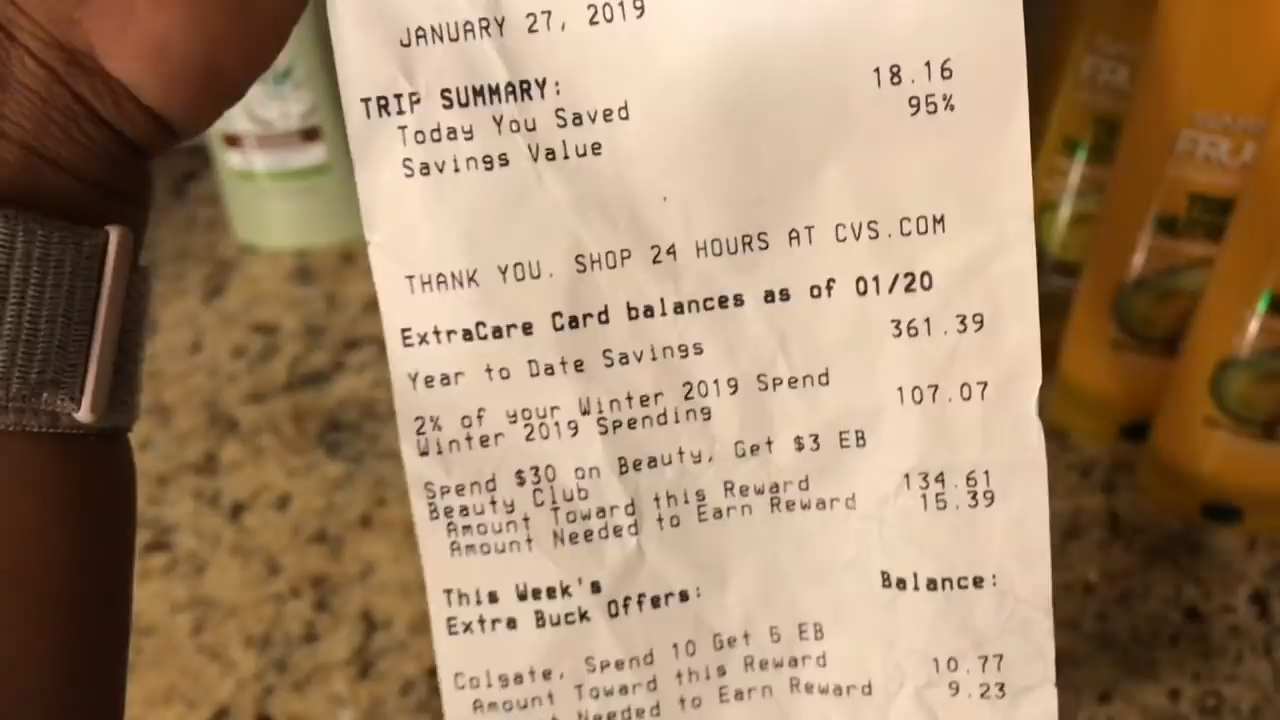 JANUARY 27, 2019
TRIP SUMMARY:
Today You Saved 18.16
Savings Value 95%
THANK YOU. SHOP 24 HOURS AT CVS.COM
ExtraCare Card balances as of 01/20
Year to Date Savings 361.39
2% of your Winter 2019 Spend
Winter 2019 Spending 107.07
Spend $30 on Beauty, Get $3 EB
Beauty Club
Amount Toward this Reward 134.61
Amount Needed to Earn Reward 15.39
This Week's
Extra Buck Offers: Balance:
Colgate, Spend 10 Get 5 EB
Amount Toward this Reward 10.77
Needed to Earn Reward 9.23